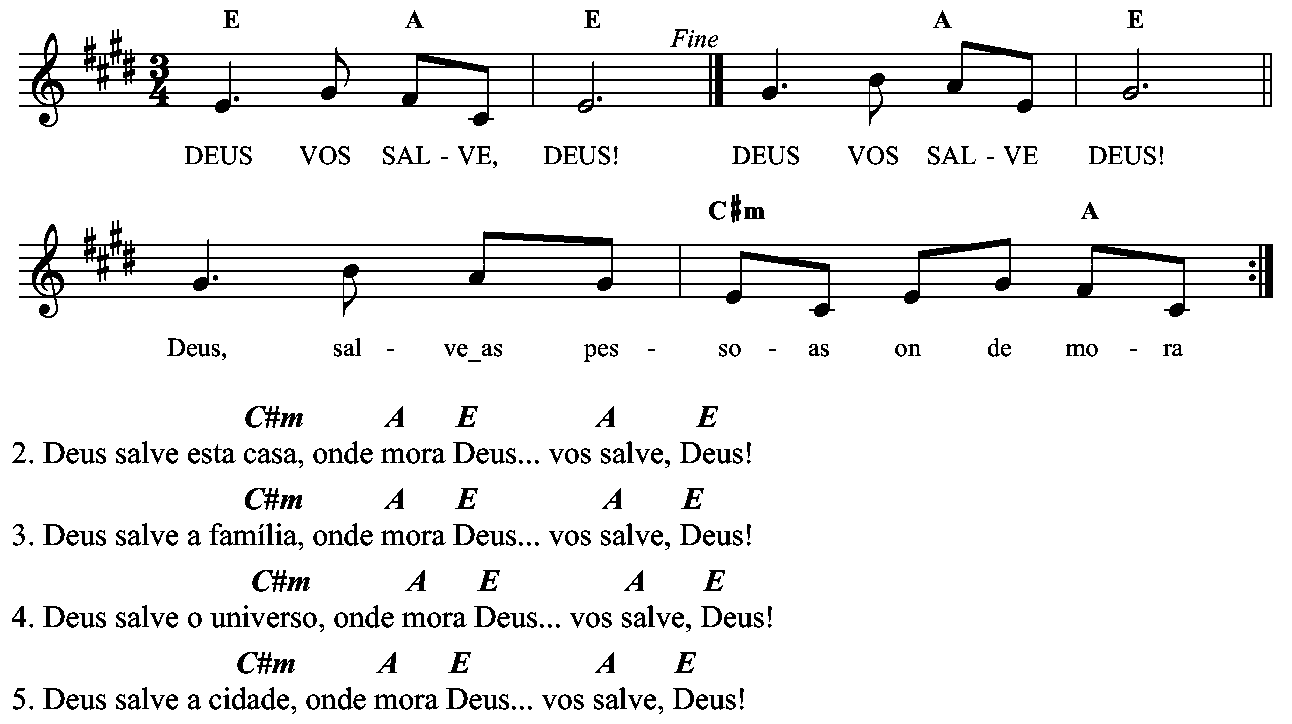 E A E Fine A E
3/4
DEUS VOS SAL - VE, DEUS! DEUS VOS SAL - VE DEUS!
C#m A
Deus, sal - ve_as pes - so - as on de mo - ra
C#m A E A E
2. Deus salve esta casa, onde mora Deus... vos salve, Deus!
C#m A E A E
3. Deus salve a família, onde mora Deus... vos salve, Deus!
C#m A E A E
4. Deus salve o universo, onde mora Deus... vos salve, Deus!
C#m A E A E
5. Deus salve a cidade, onde mora Deus... vos salve, Deus!